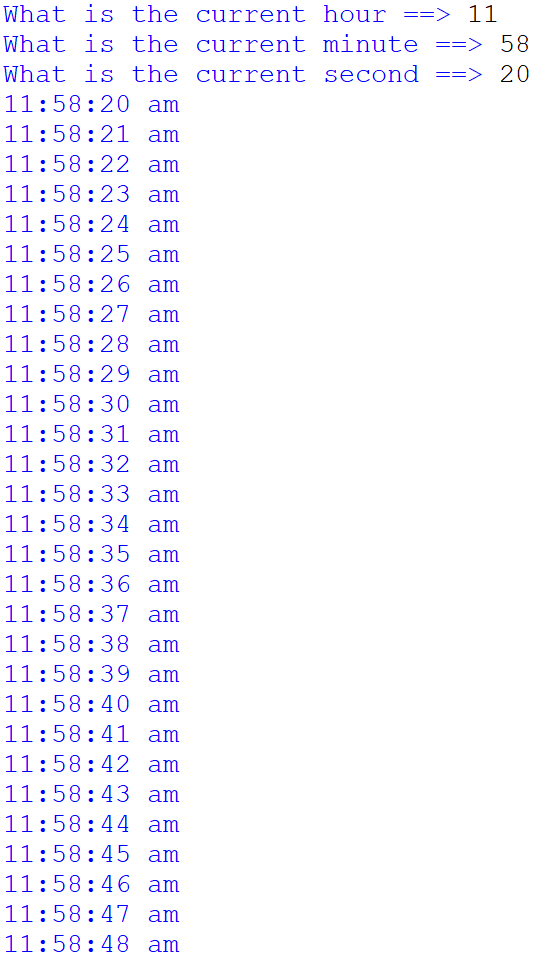 What is the current hour ==> 11
What is the current minute ==> 58
What is the current second ==> 20
11:58:20 am
11:58:21 am
11:58:22 am
11:58:23 am
11:58:24 am
11:58:25 am
11:58:26 am
11:58:27 am
11:58:28 am
11:58:29 am
11:58:30 am
11:58:31 am
11:58:32 am
11:58:33 am
11:58:34 am
11:58:35 am
11:58:36 am
11:58:37 am
11:58:38 am
11:58:39 am
11:58:40 am
11:58:41 am
11:58:42 am
11:58:43 am
11:58:44 am
11:58:45 am
11:58:46 am
11:58:47 am
11:58:48 am